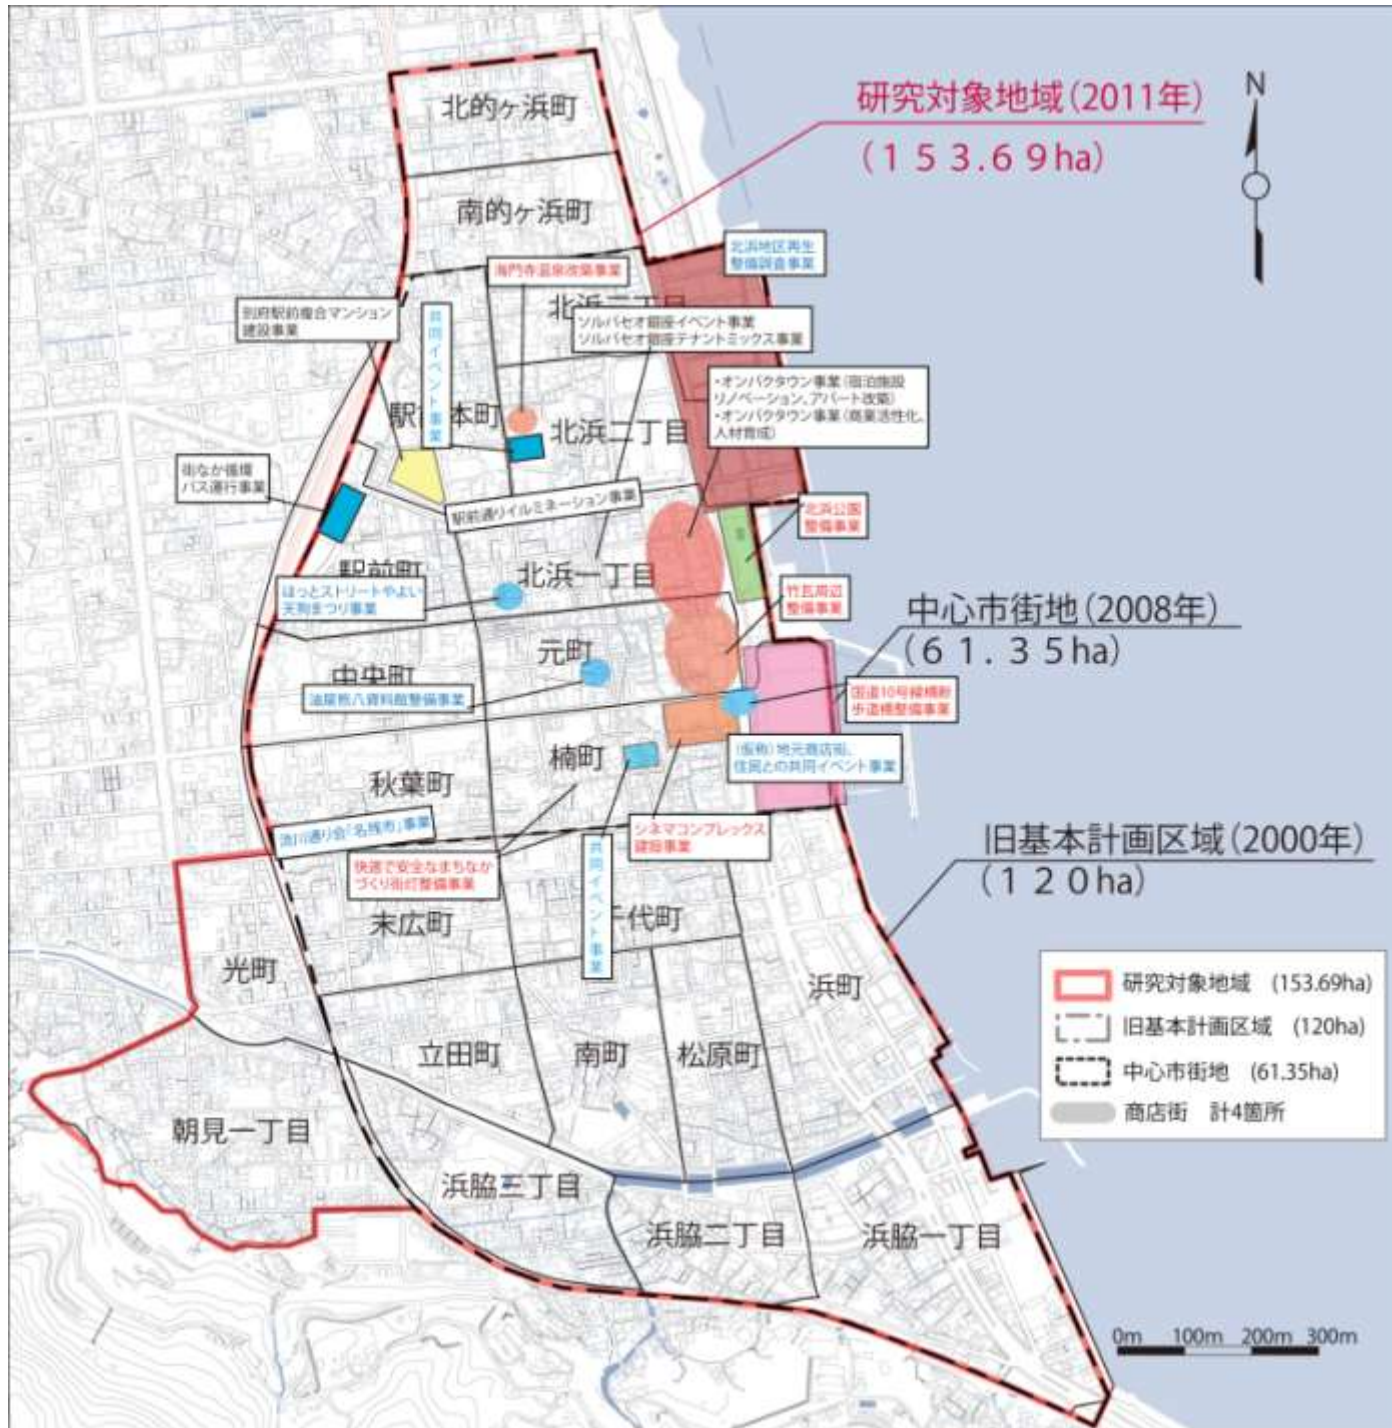 北的ヶ浜町
研究対象地域(2011年)
(153.69ha)
N
南的ヶ浜町
北浜地区再生
整備調査事業
海門寺温泉改築事業
別府駅前複合マンション
建設事業
共同イベント事業
ソルパセオ銀座イベント事業
ソルパセオ銀座テナントミックス事業
・オンパクタウン事業(宿泊施設
リノベーション、アパート改築)
・オンパクタウン事業(商業活性化、
人材育成)
本町
北浜二丁目
街なか循環
バス運行事業
駅前通りイルミネーション事業
北浜公園
整備事業
駅前町
北浜一丁目
ほっとストリートやよい
天狗まつり事業
竹瓦周辺
整備事業
中心市街地(2008年)
(61.35ha)
元町
中央町
油屋熊八資料館整備事業
国道10号線横断
歩道橋整備事業
楠町
(仮称)地元商店街、
住民との共同イベント事業
秋葉町
流川通り会「名残市」事業
シネマコンプレックス
建設事業
旧基本計画区域(2000年)
(120ha)
快適で安全なまちなか
づくり街灯整備事業
共同イベント事業
末広町
千代町
光町
浜町
研究対象地域 (153.69ha)
旧基本計画区域 (120ha)
中心市街地 (61.35ha)
商店街 計4箇所
立田町
南町
松原町
朝見一丁目
浜脇三丁目
浜脇二丁目
浜脇一丁目
0m 100m 200m 300m